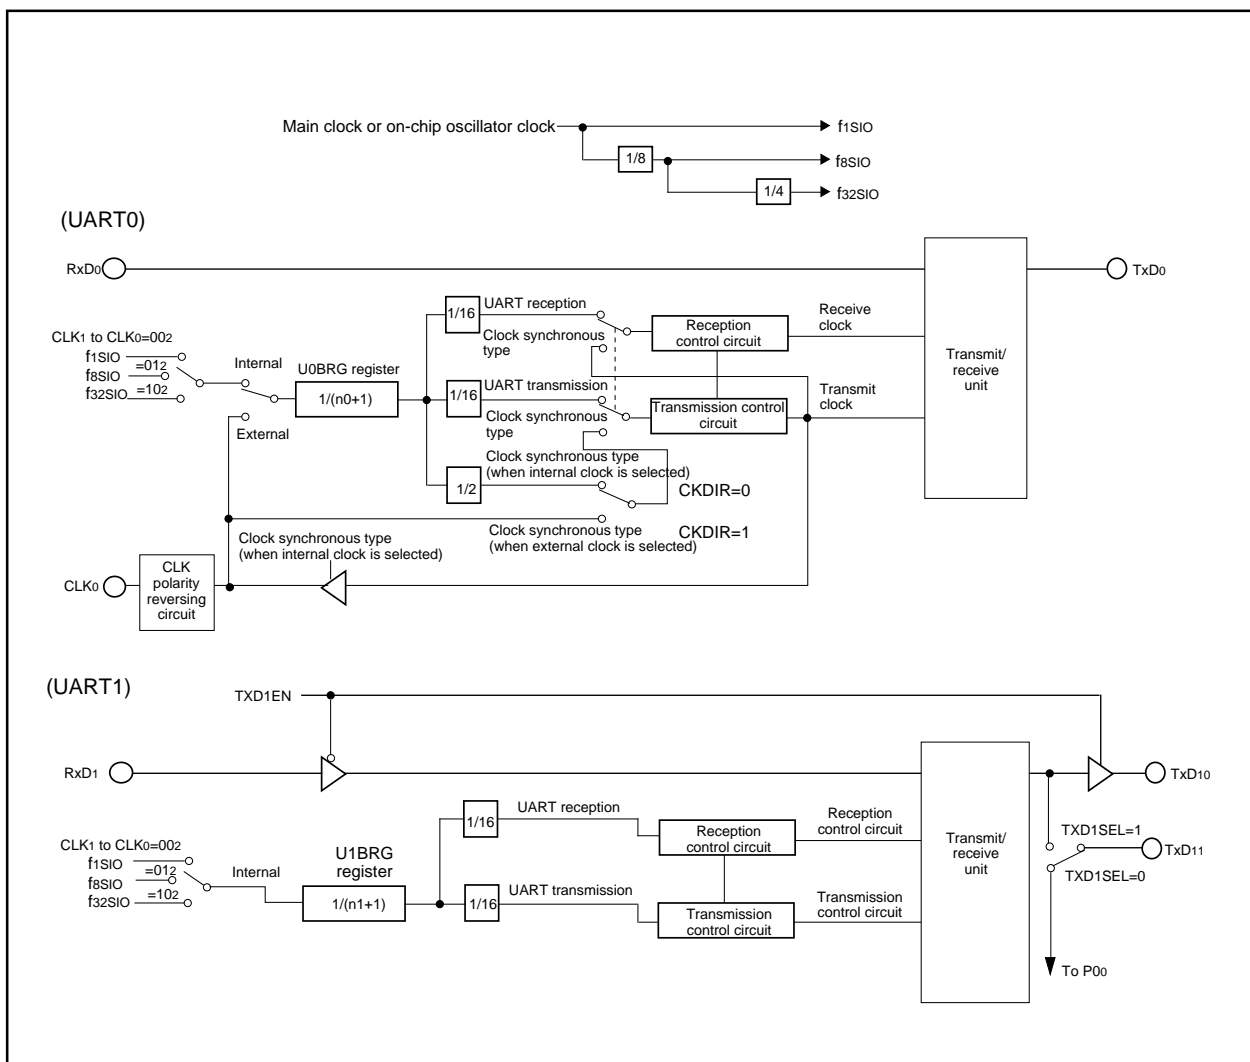 Main clock or on-chip oscillator clock
f1SIO
1/8
f8SIO
1/4
f32SIO
(UART0)
RxD0
TxD0
CLK1 to CLK0=002
f1SIO
=012
f8SIO
=102
f32SIO
Internal
External
U0BRG register
1/(n0+1)
1/16
UART reception
Clock synchronous
type
Reception
control circuit
Receive
clock
1/16
UART transmission
Clock synchronous
type
Transmission control
circuit
Transmit
clock
Transmit/
receive
unit
1/2
Clock synchronous type
(when internal clock is selected)
CKDIR=0
Clock synchronous type
(when external clock is selected)
CKDIR=1
Clock synchronous type
(when internal clock is selected)
CLK0
CLK
polarity
reversing
circuit
(UART1)
TXD1EN
RxD1
TxD10
CLK1 to CLK0=002
f1SIO
=012
f8SIO
=102
f32SIO
Internal
U1BRG
register
1/(n1+1)
1/16
UART reception
Reception
control circuit
Reception
control circuit
1/16
UART transmission
Transmission
control circuit
Transmission
control circuit
Transmit/
receive
unit
TXD1SEL=1
TxD11
TXD1SEL=0
To P00